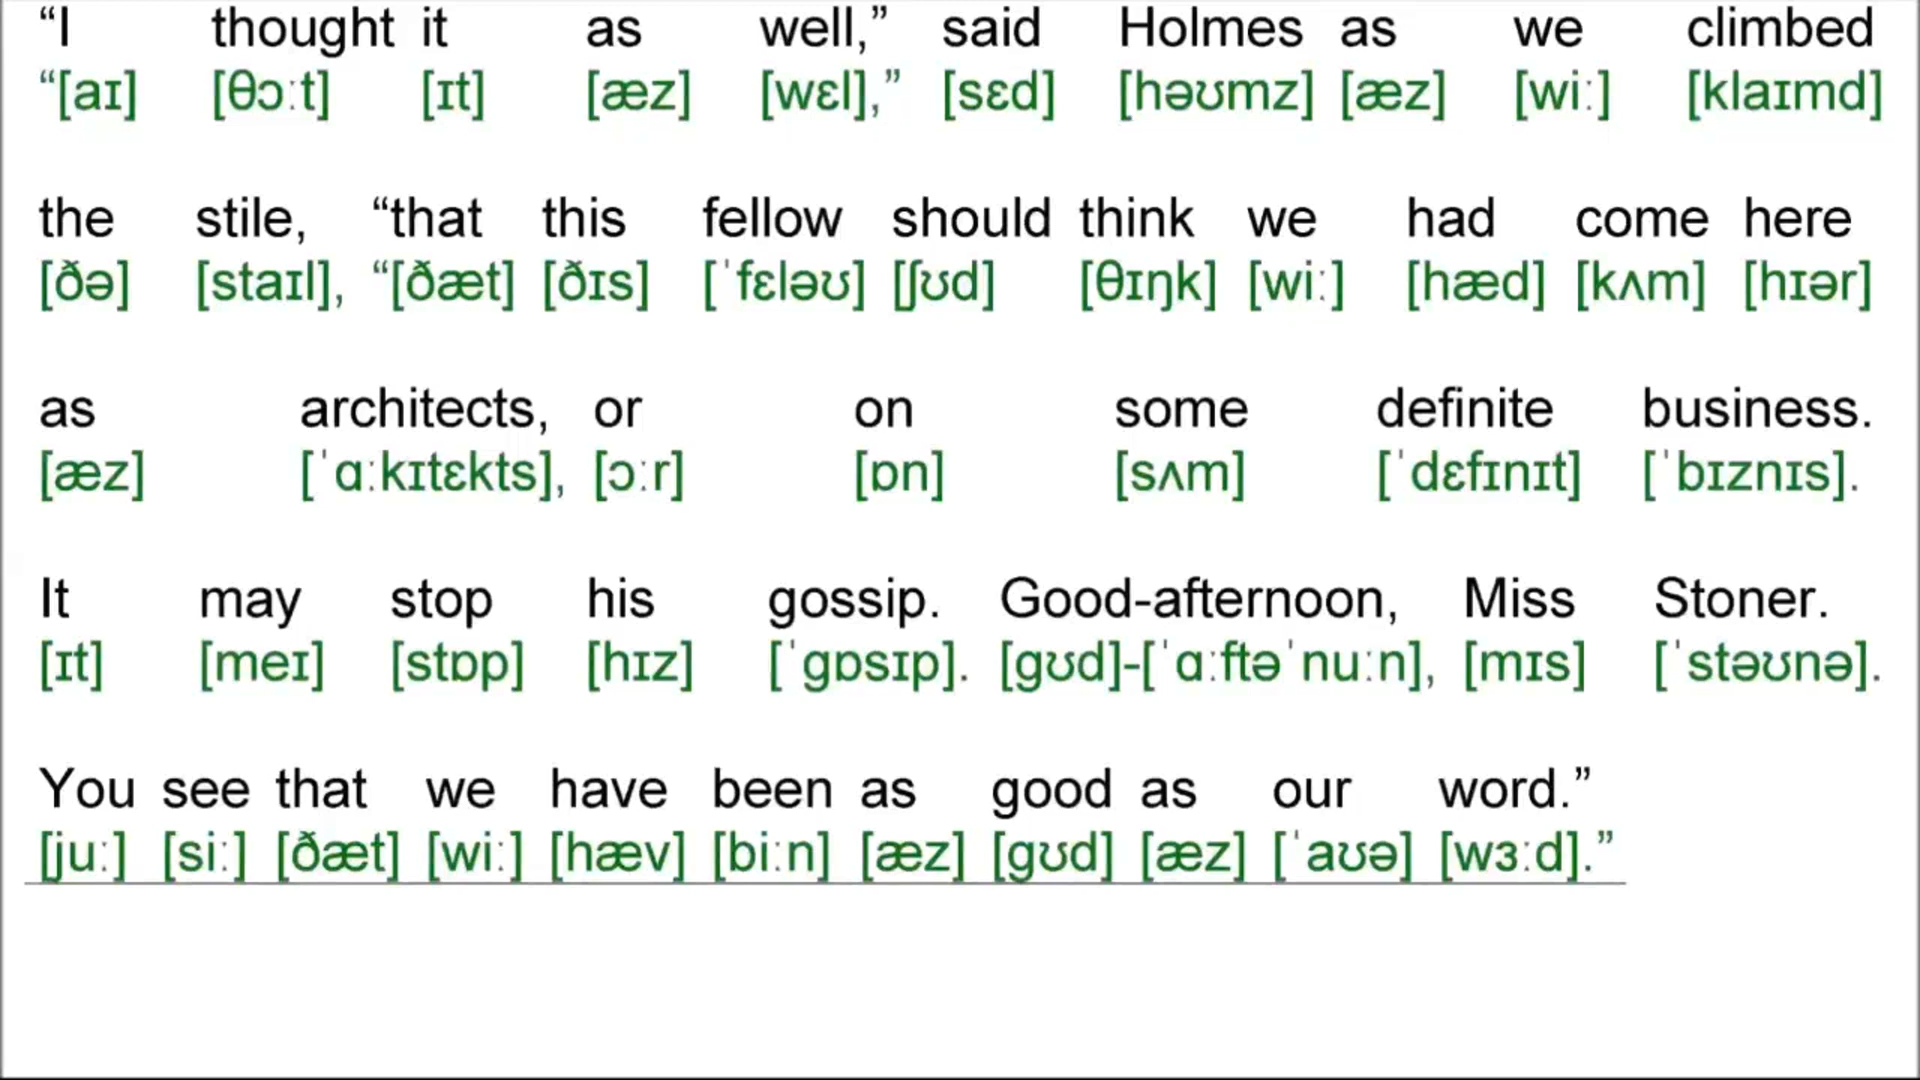 “I thought it as well,” said Holmes as we climbed
“[aɪ] [θɔːt] [ɪt] [æz] [wɛl],” [sɛd] [həʊmz] [æz] [wiː] [klaɪmd]
the stile, “that this fellow should think we had come here
[ðə] [staɪl], “[ðæt] [ðɪs] [ˈfɛləʊ] [ʃʊd] [θɪŋk] [wiː] [hæd] [kʌm] [hɪər]
as architects, or on some definite business.
[æz] [ˈɑːkɪtɛkts], [ɔːr] [ɒn] [sʌm] [ˈdɛfɪnɪt] [ˈbɪznɪs].
It may stop his gossip. Good-afternoon, Miss Stoner.
[ɪt] [meɪ] [stɒp] [hɪz] [ˈgɒsɪp]. [gʊd]-[ˈɑːftəˈnuːn], [mɪs] [ˈstəʊnə].
You see that we have been as good as our word.”
[juː] [siː] [ðæt] [wiː] [hæv] [biːn] [æz] [gʊd] [æz] [ˈaʊə] [wɜːd].”